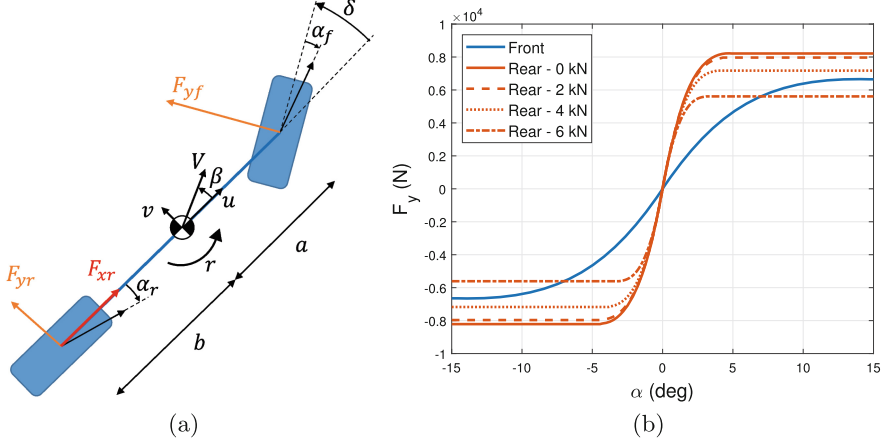 δ
α_f
F_yf
V
β
u
v
a
r
F_xr
F_yr
α_r
b
(a)
×10^4
1
0.8
0.6
0.4
0.2
0
-0.2
-0.4
-0.6
-0.8
-1
F_y (N)
Front
Rear - 0 kN
Rear - 2 kN
Rear - 4 kN
Rear - 6 kN
-15 -10 -5 0 5 10 15
α (deg)
(b)